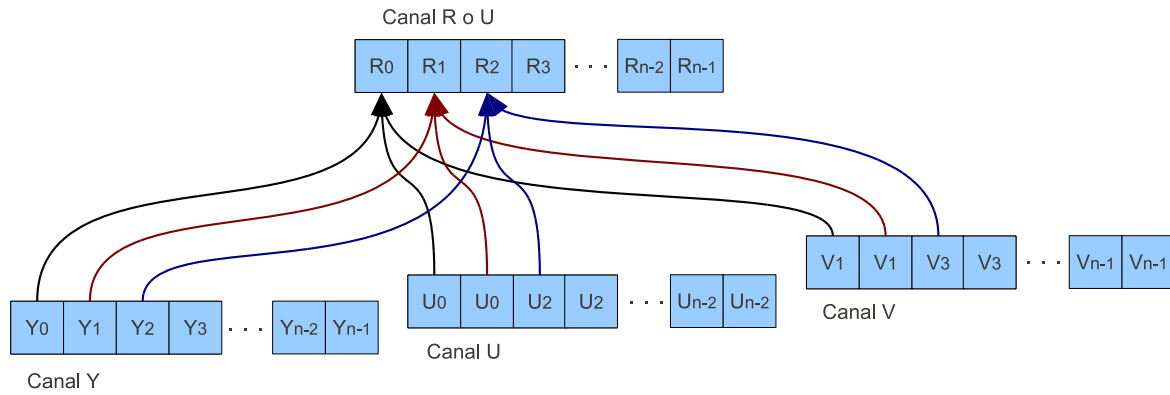 Canal R o U
R0 R1 R2 R3 · · · Rn-2 Rn-1
V1 V1 V3 V3 · · · Vn-1 Vn-1
Canal V
U0 U0 U2 U2 · · · Un-2 Un-2
Canal U
Y0 Y1 Y2 Y3 · · · Yn-2 Yn-1
Canal Y